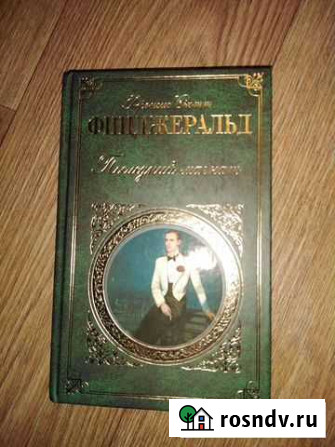 Фрэнсис Скотт
ФИЦДЖЕРАЛЬД
Последний магнат
rosndv.ru